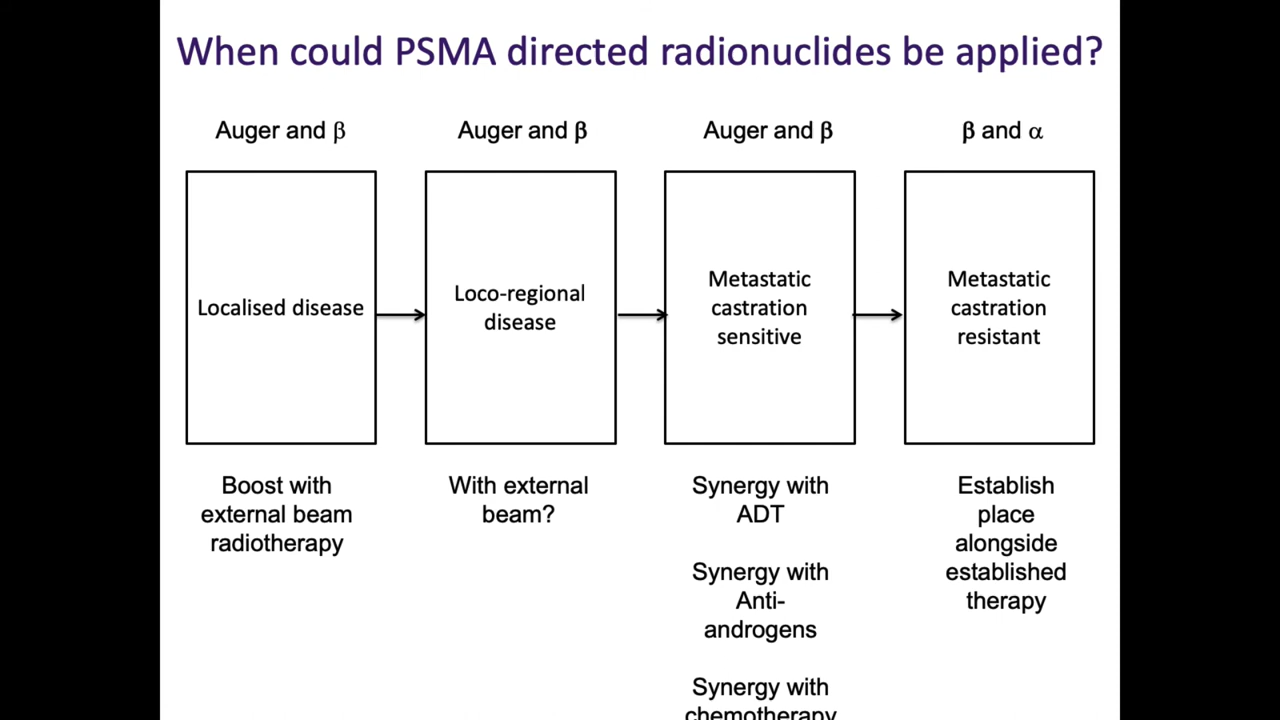 When could PSMA directed radionuclides be applied?
Auger and β
Auger and β
Auger and β
β and α
Localised disease
Loco-regional
disease
Metastatic
castration
sensitive
Metastatic
castration
resistant
Boost with
external beam
radiotherapy
With external
beam?
Synergy with
ADT
Synergy with
Anti-
androgens
Synergy with
chemotherapy
Establish
place
alongside
established
therapy